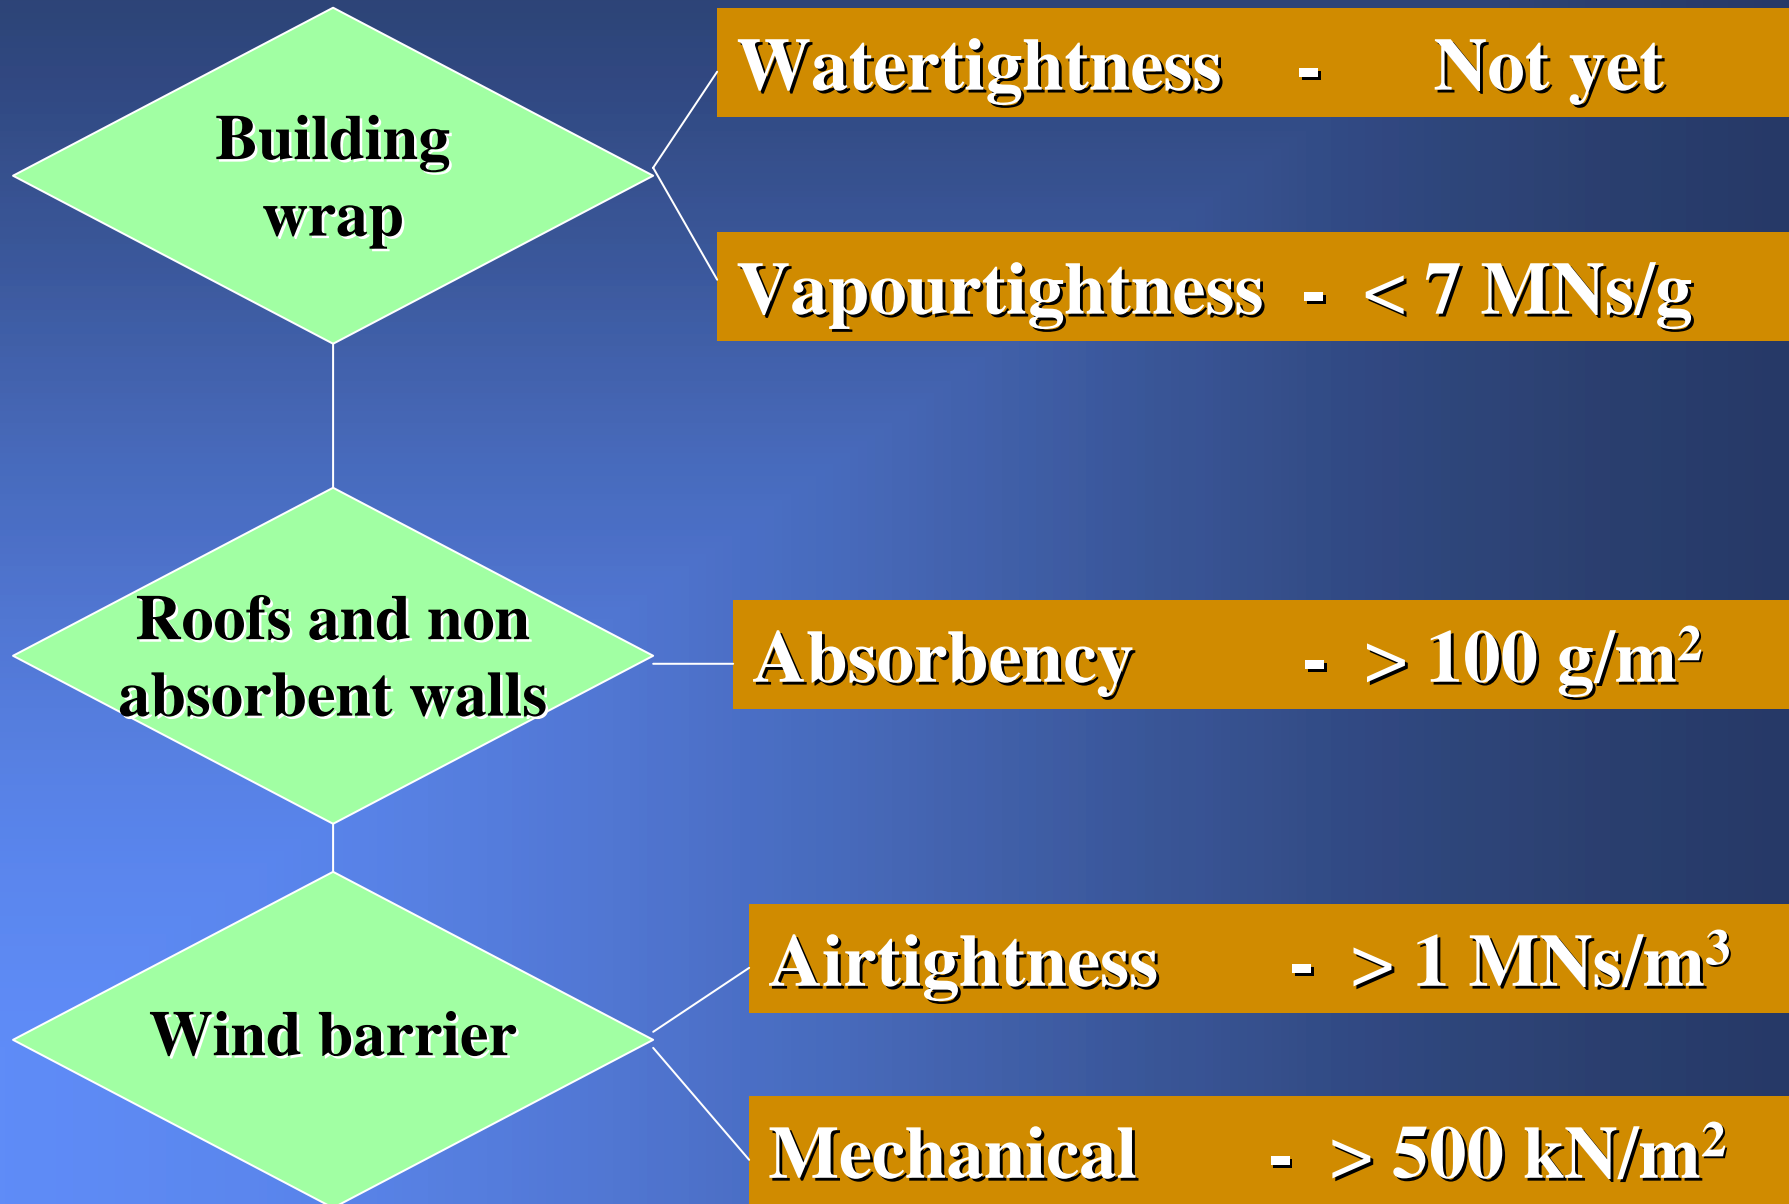 Building
wrap
Watertightness - Not yet
Vapourtightness - < 7 MNs/g
Roofs and non
absorbent walls
Absorbency - > 100 g/m²
Wind barrier
Airtightness - > 1 MNs/m³
Mechanical - > 500 kN/m²